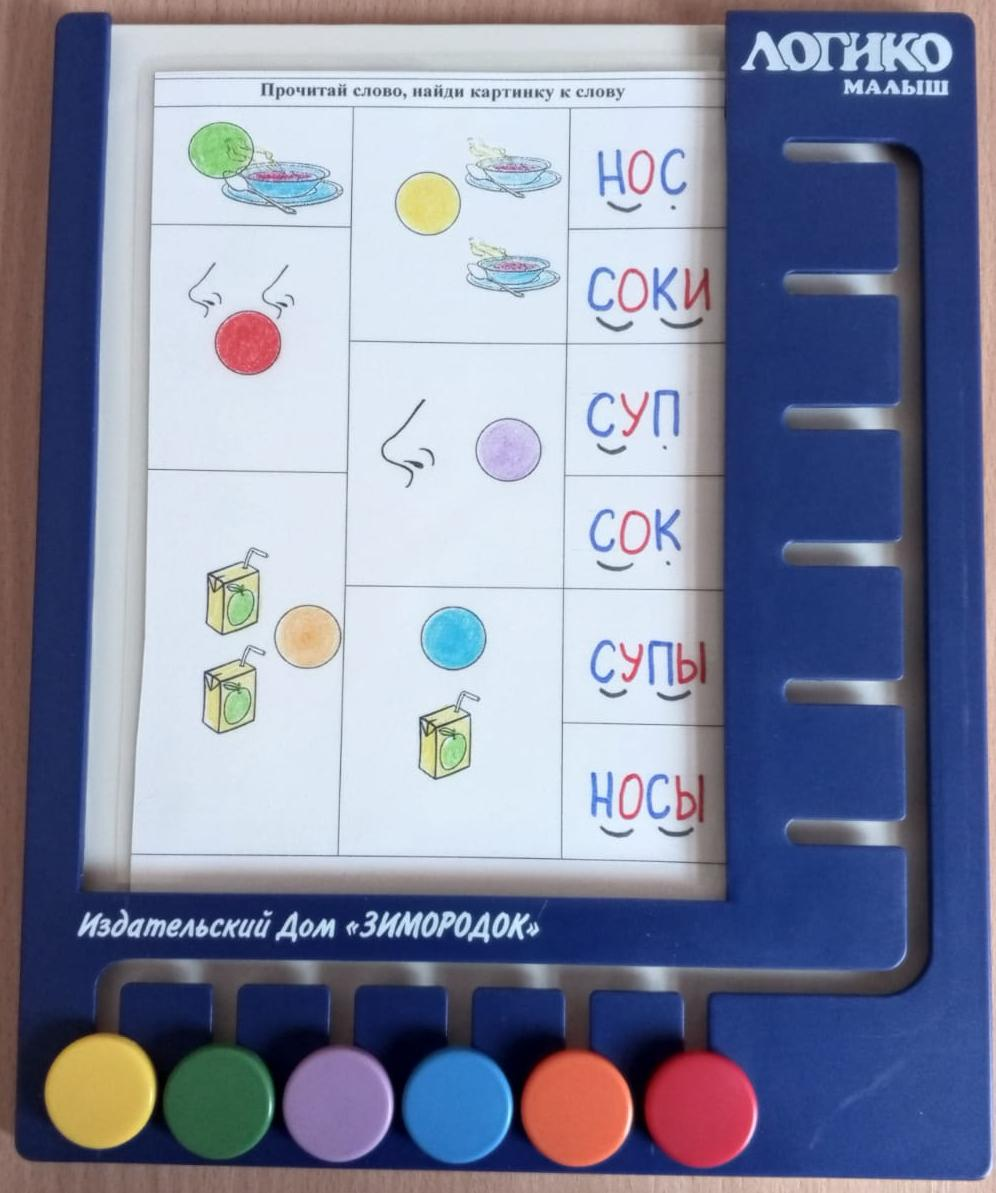 ЛОГИКО
МАЛЫШ
Прочитай слово, найди картинку к слову
НОС
СОКИ
СУП
СОК
СУПЫ
НОСЫ
Издательский Дом «ЗИМОРОДОК»